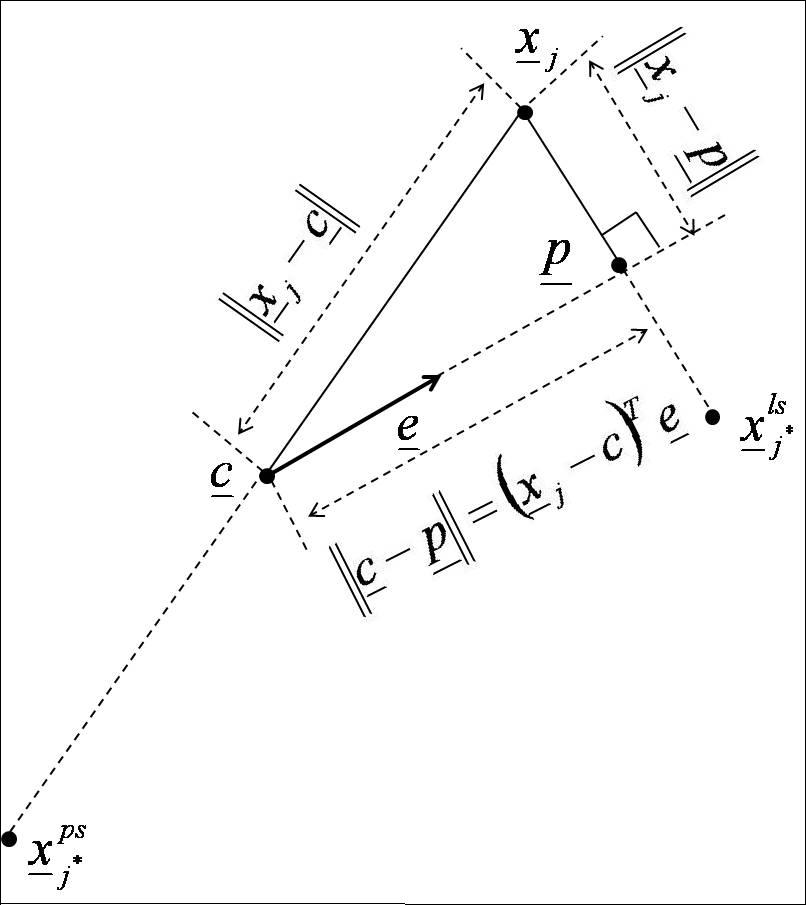 x_j
‖x_j − p‖
‖x_j − c‖
p
e
c
x_{j*}^{ls}
‖c − p‖ = (x_j − c)^T e
x_{j*}^{ps}